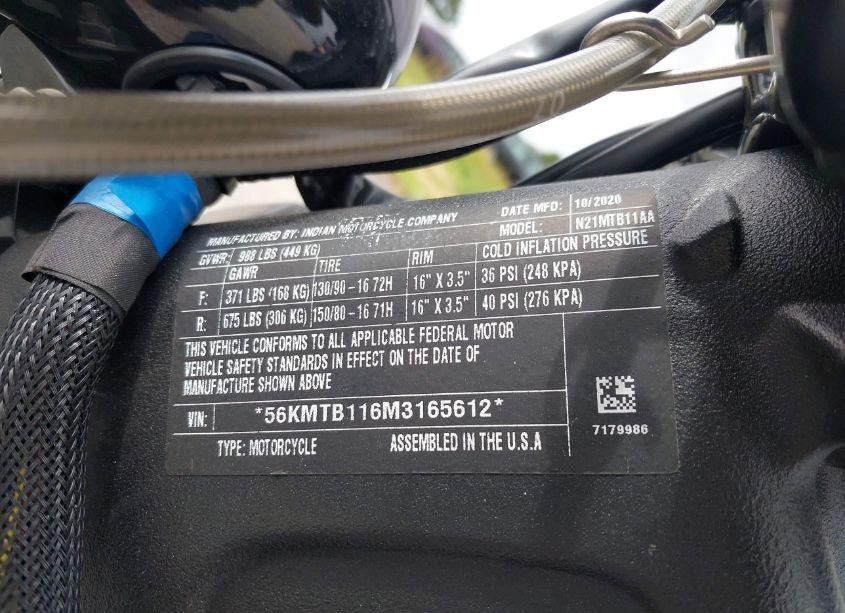 MANUFACTURED BY: INDIAN MOTORCYCLE COMPANY DATE MFD: 10/2020
GVWR: 988 LBS (449 KG) MODEL: N21MTB11AA
GAWR TIRE RIM COLD INFLATION PRESSURE
F: 371 LBS (168 KG) 130/90 - 16 72H 16" X 3.5" 36 PSI (248 KPA)
R: 675 LBS (306 KG) 150/80 - 16 71H 16" X 3.5" 40 PSI (276 KPA)
THIS VEHICLE CONFORMS TO ALL APPLICABLE FEDERAL MOTOR
VEHICLE SAFETY STANDARDS IN EFFECT ON THE DATE OF
MANUFACTURE SHOWN ABOVE
VIN: *56KMTB116M3165612*
7179986
TYPE: MOTORCYCLE ASSEMBLED IN THE U.S.A